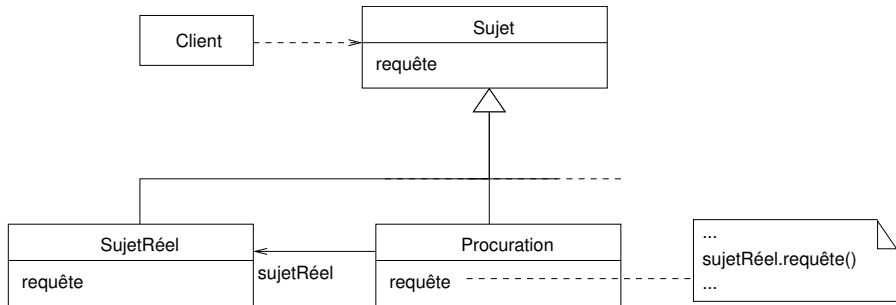 Client
Sujet
requête
SujetRéel
requête
sujetRéel
Procuration
requête
...
sujetRéel.requête()
...